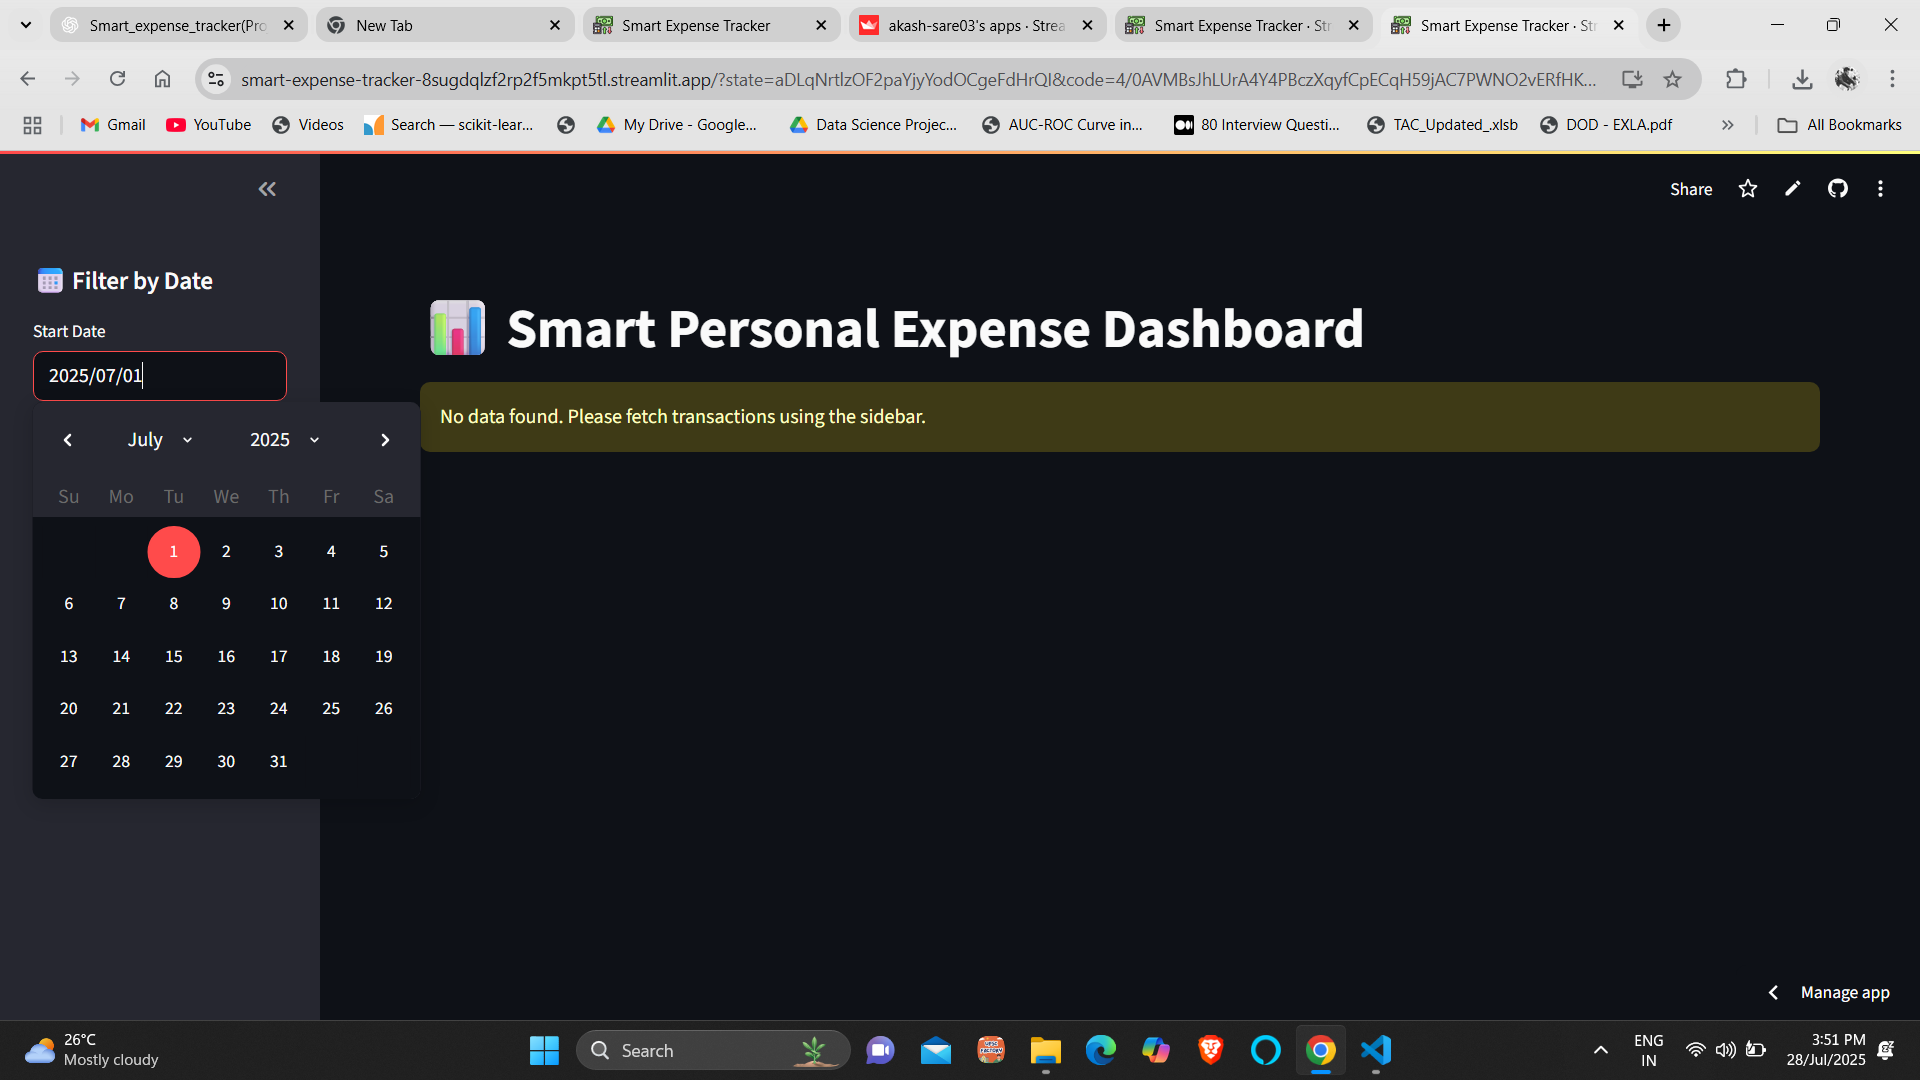 Smart_expense_tracker(Pro
New Tab
Smart Expense Tracker
akash-sare03's apps · Strea
Smart Expense Tracker · Str
Smart Expense Tracker · Str
smart-expense-tracker-8sugdqlzf2rp2f5mkpt5tl.streamlit.app/?state=aDLqNrtlzOF2paYjyYodOCgeFdHrQI&code=4/0AVMBsJhLUrA4Y4PBczXqyfCpECqH59jAC7PWNO2vERfHK...
Gmail
YouTube
Videos
Search — scikit-lear...
My Drive - Google...
Data Science Projec...
AUC-ROC Curve in...
80 Interview Questi...
TAC_Updated_.xlsb
DOD - EXLA.pdf
All Bookmarks
Share
Filter by Date
Start Date
2025/07/01
July
2025
Su Mo Tu We Th Fr Sa
1 2 3 4 5
6 7 8 9 10 11 12
13 14 15 16 17 18 19
20 21 22 23 24 25 26
27 28 29 30 31
Smart Personal Expense Dashboard
No data found. Please fetch transactions using the sidebar.
Manage app
26°C
Mostly cloudy
Search
ENG
IN
3:51 PM
28/Jul/2025